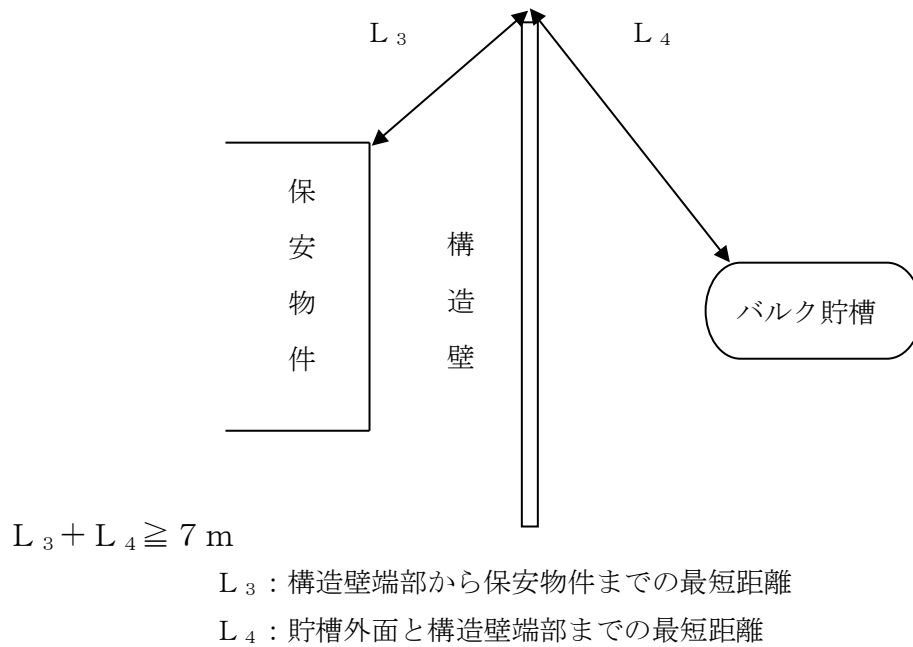 Ｌ₃
Ｌ₄
保安物件
構造壁
バルク貯槽
Ｌ₃＋Ｌ₄≧７ｍ
Ｌ₃：構造壁端部から保安物件までの最短距離
Ｌ₄：貯槽外面と構造壁端部までの最短距離